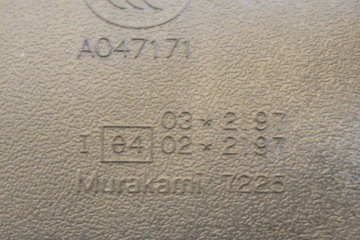 A047171
03 * 2.97
I e4 02 * 2.97
Murakami 7225